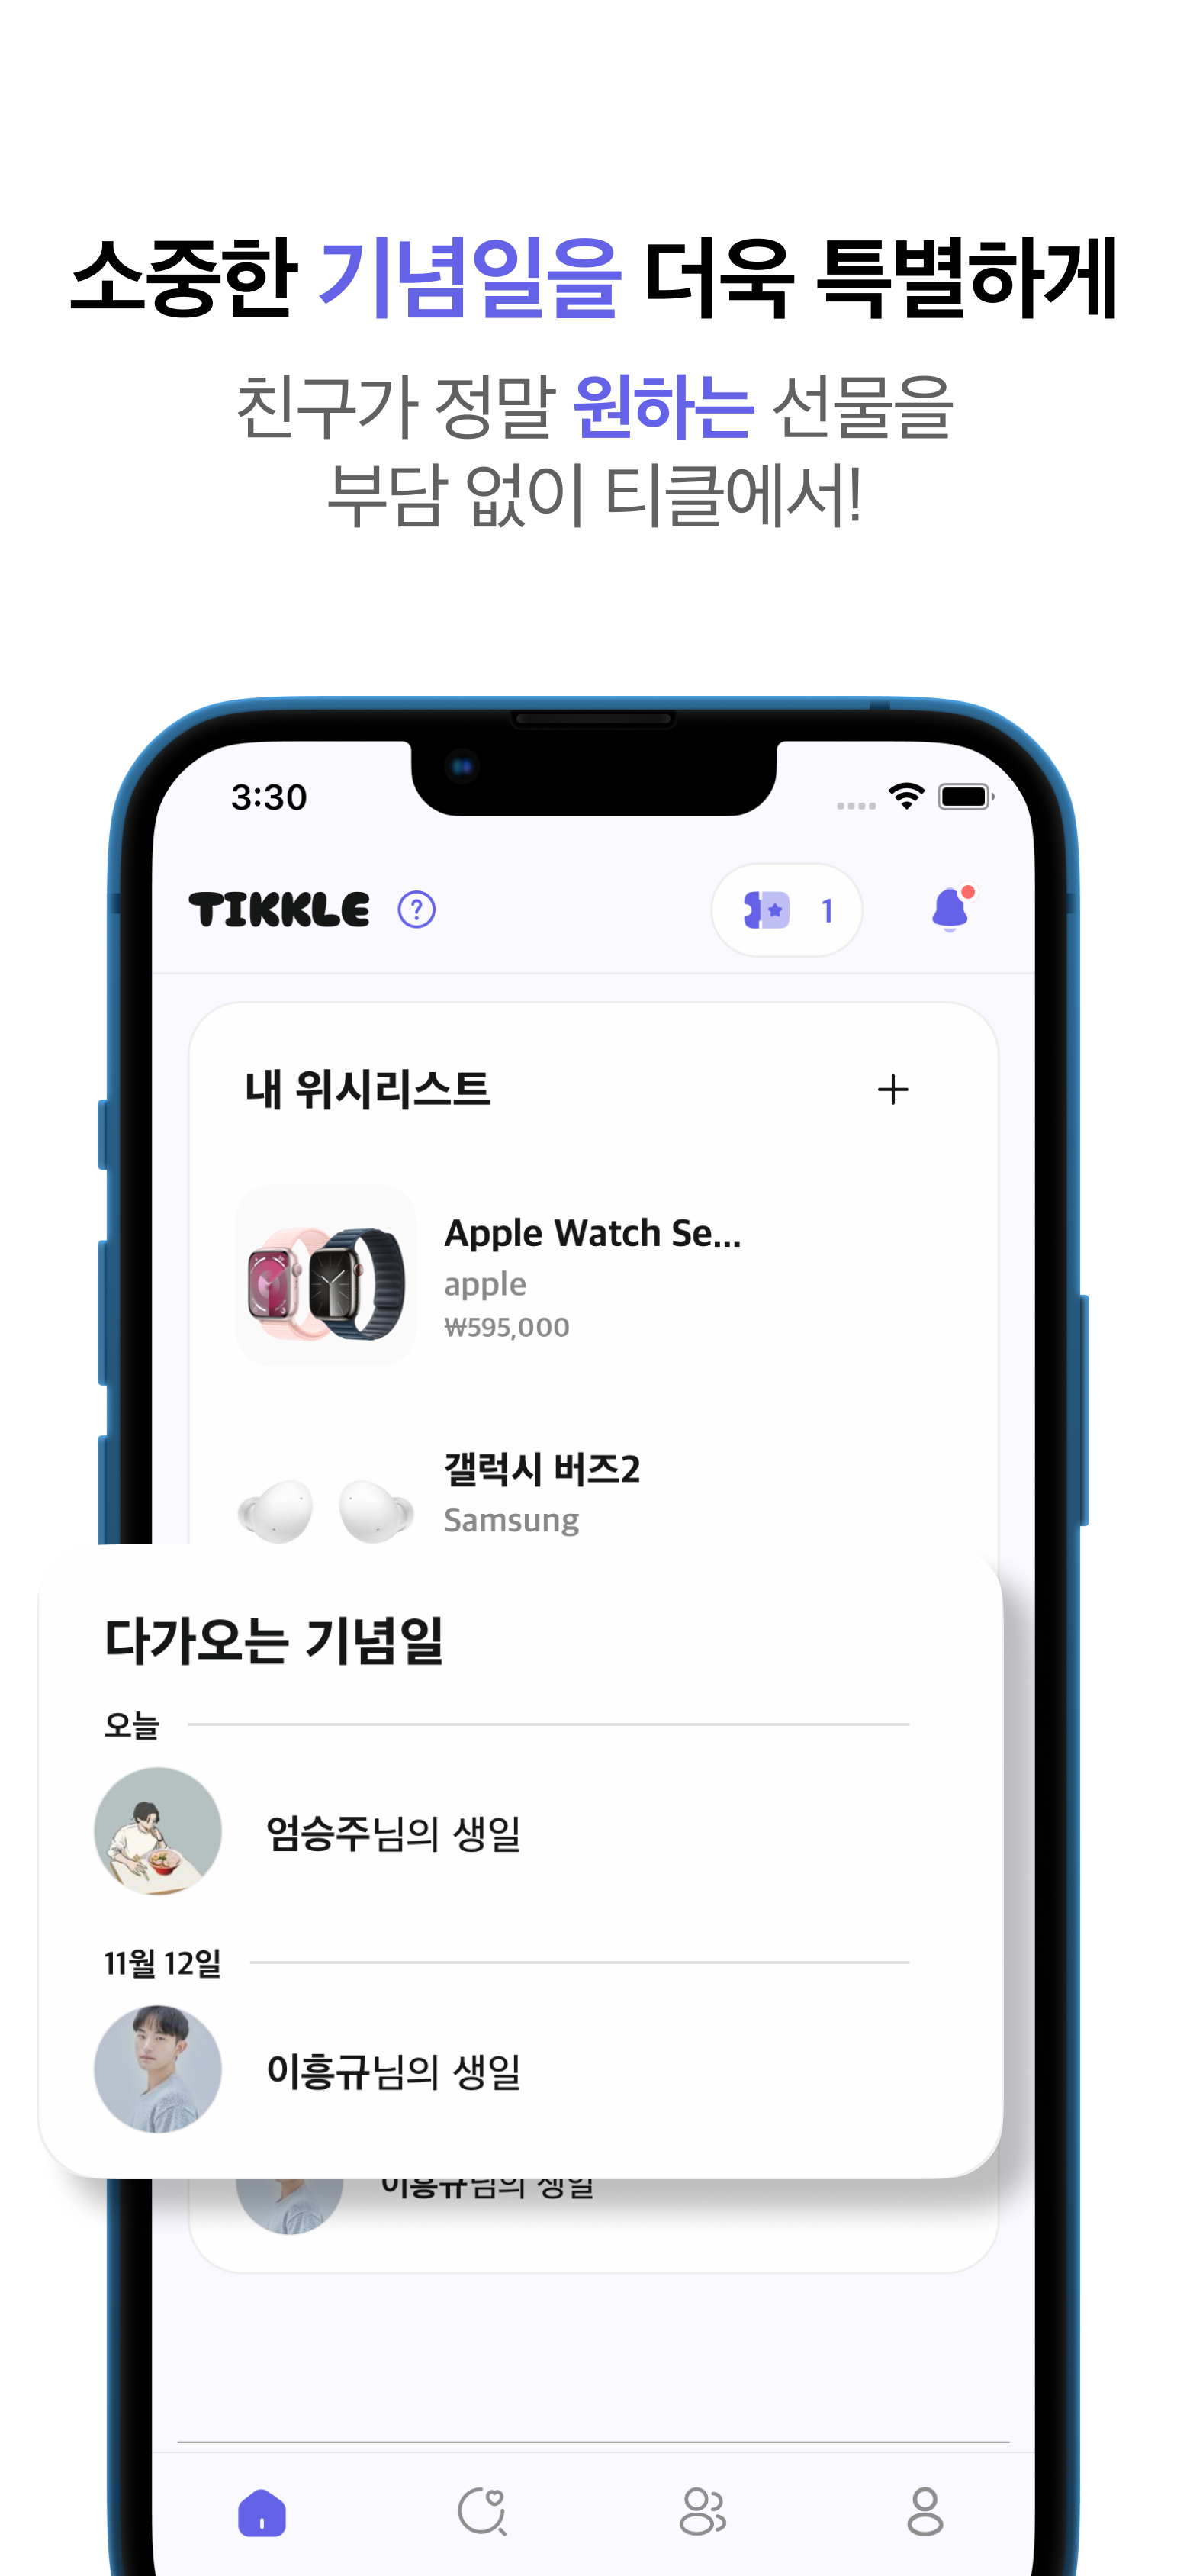 소중한 기념일을 더욱 특별하게
친구가 정말 원하는 선물을
부담 없이 티클에서!
3:30
TIKKLE ? 1
내 위시리스트 +
Apple Watch Se...
apple
₩595,000
갤럭시 버즈2
Samsung
다가오는 기념일
오늘
엄승주님의 생일
11월 12일
이흥규님의 생일
이흥규님의 생일